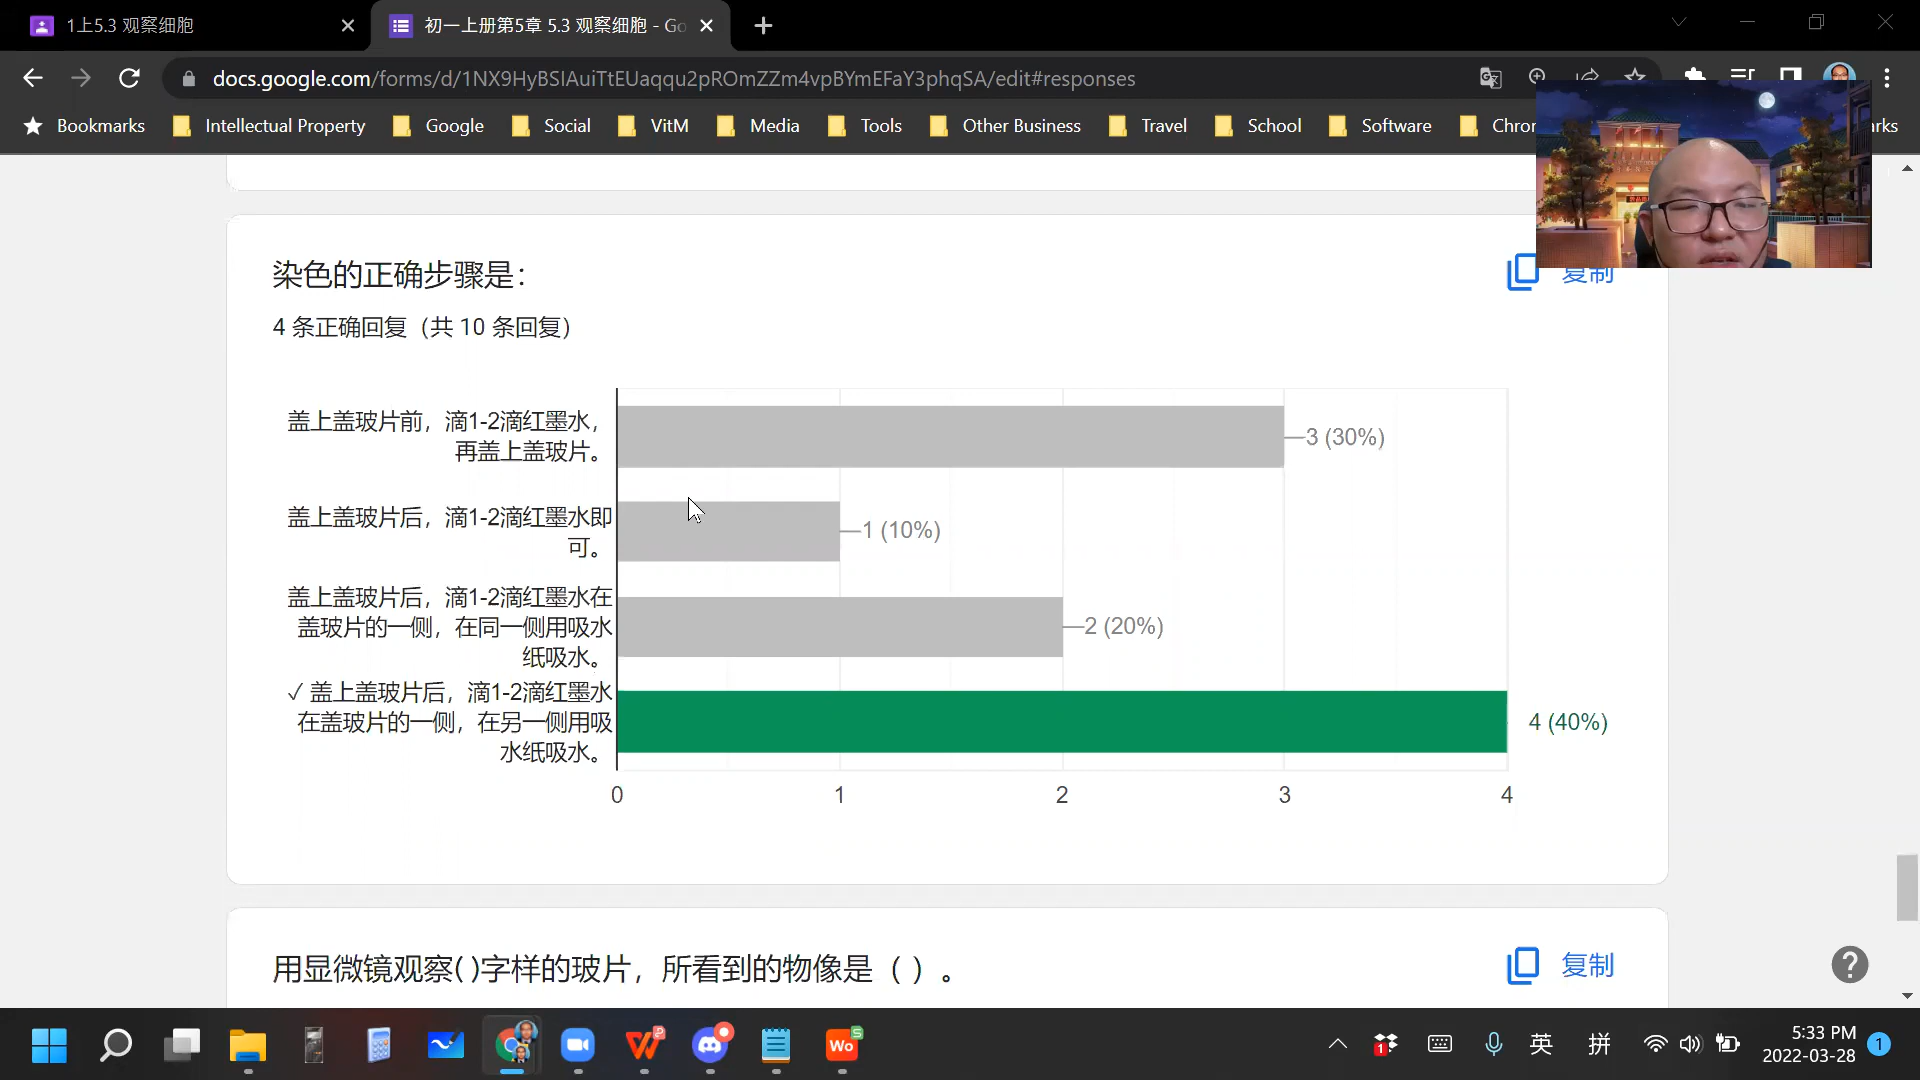 1上5.3 观察细胞
初一上册第5章 5.3 观察细胞 - Go
docs.google.com/forms/d/1NX9HyBSIAuiTtEUaqqu2pROmZZm4vpBYmEFaY3phqSA/edit#responses
Bookmarks Intellectual Property Google Social VitM Media Tools Other Business Travel School Software Chro rks
染色的正确步骤是：
复制
4 条正确回复（共 10 条回复）
盖上盖玻片前，滴1-2滴红墨水，
再盖上盖玻片。
3 (30%)
盖上盖玻片后，滴1-2滴红墨水即
可。
1 (10%)
盖上盖玻片后，滴1-2滴红墨水在
盖玻片的一侧，在同一侧用吸水
纸吸水。
2 (20%)
✓ 盖上盖玻片后，滴1-2滴红墨水
在盖玻片的一侧，在另一侧用吸
水纸吸水。
4 (40%)
0 1 2 3 4
用显微镜观察( )字样的玻片，所看到的物像是（ ）。
复制
英 拼
5:33 PM
2022-03-28
1